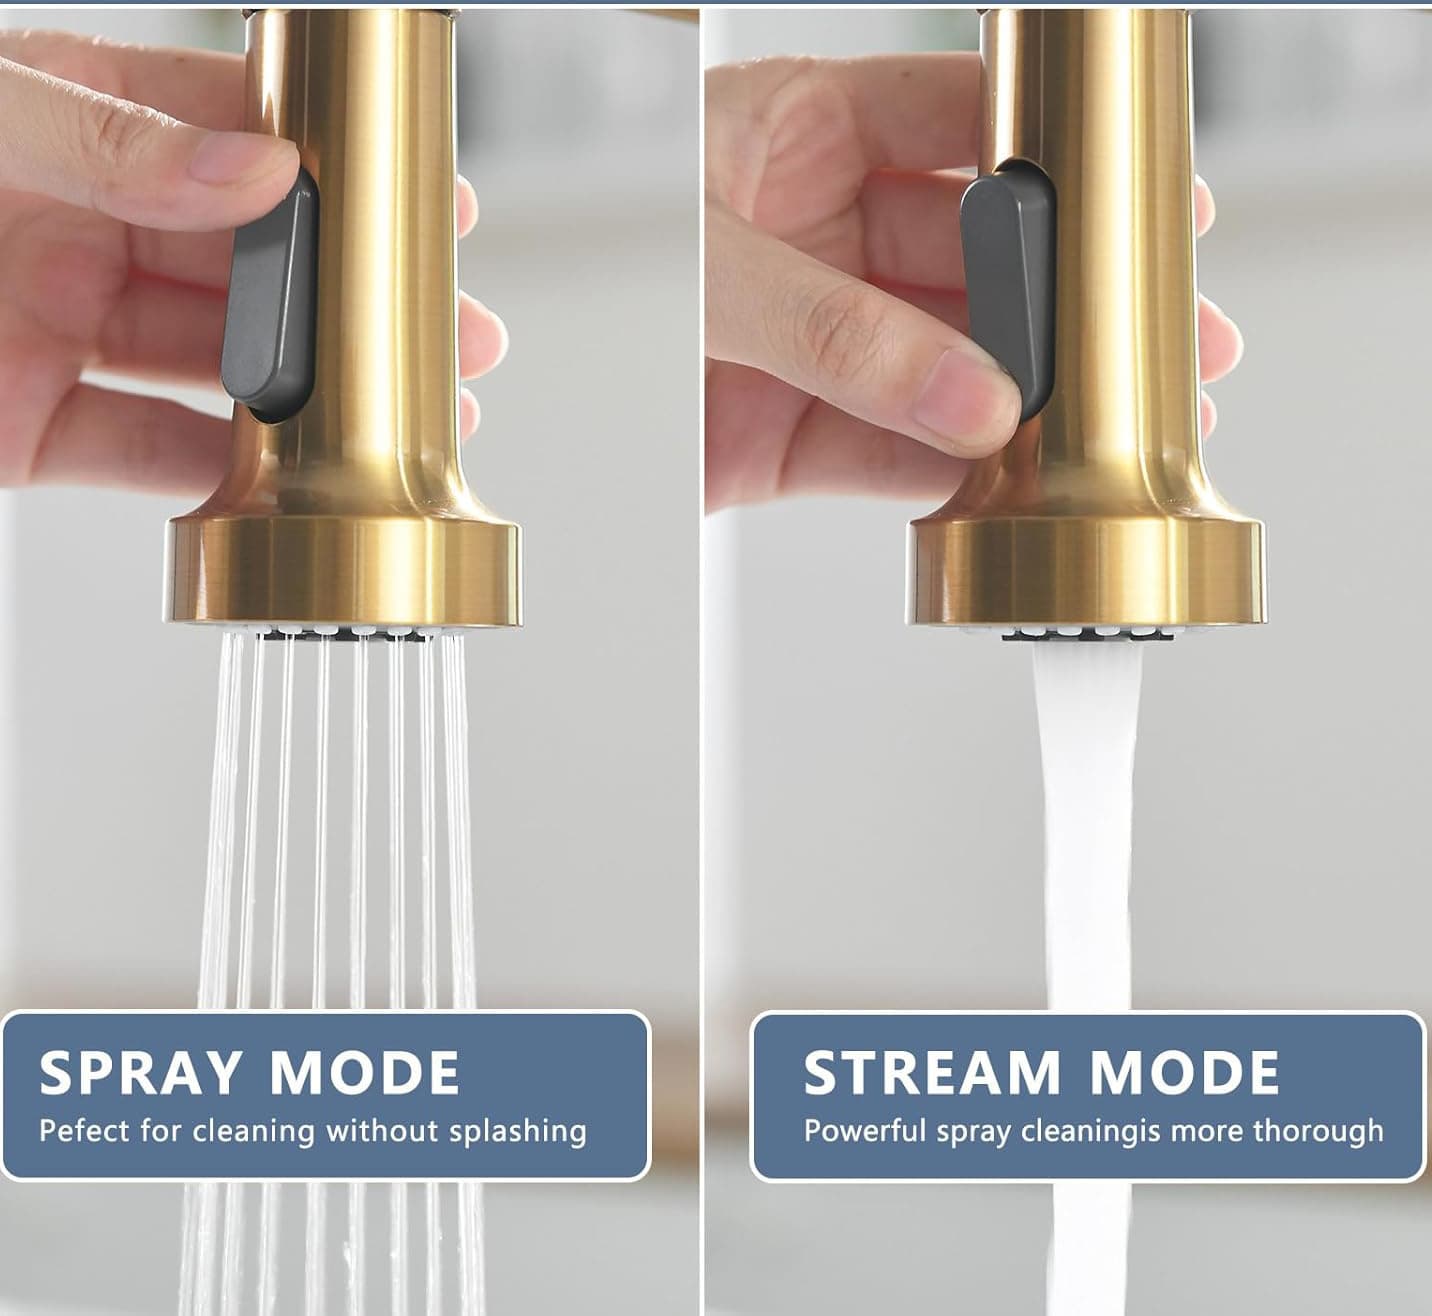 SPRAY MODE
Pefect for cleaning without splashing
STREAM MODE
Powerful spray cleaningis more thorough